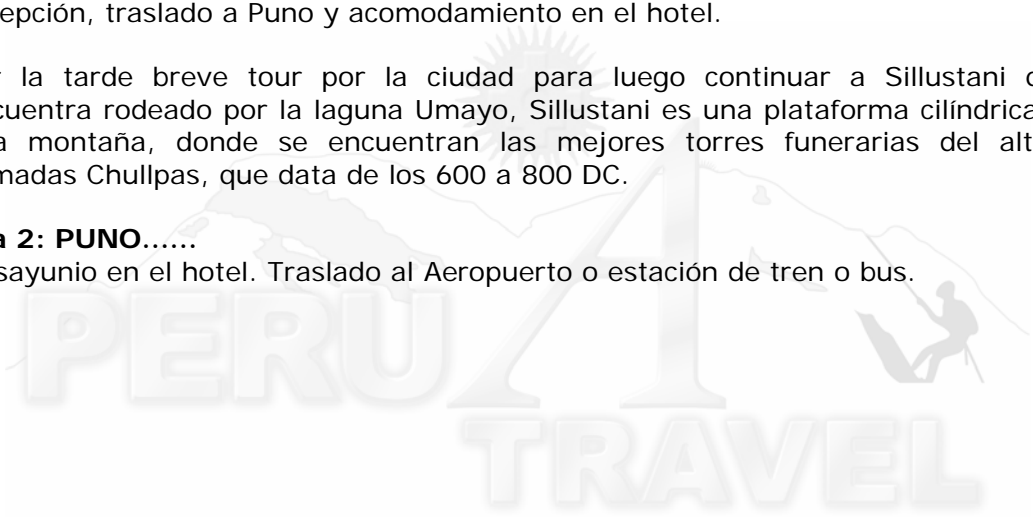 epción, traslado a Puno y acomodamiento en el hotel.
la tarde breve tour por la ciudad para luego continuar a Sillustani
cuentra rodeado por la laguna Umayo, Sillustani es una plataforma cilíndrica
a montaña, donde se encuentran las mejores torres funerarias del alt
madas Chullpas, que data de los 600 a 800 DC.
a 2: PUNO......
sayunio en el hotel. Traslado al Aeropuerto o estación de tren o bus.
PERU A
TRAVEL